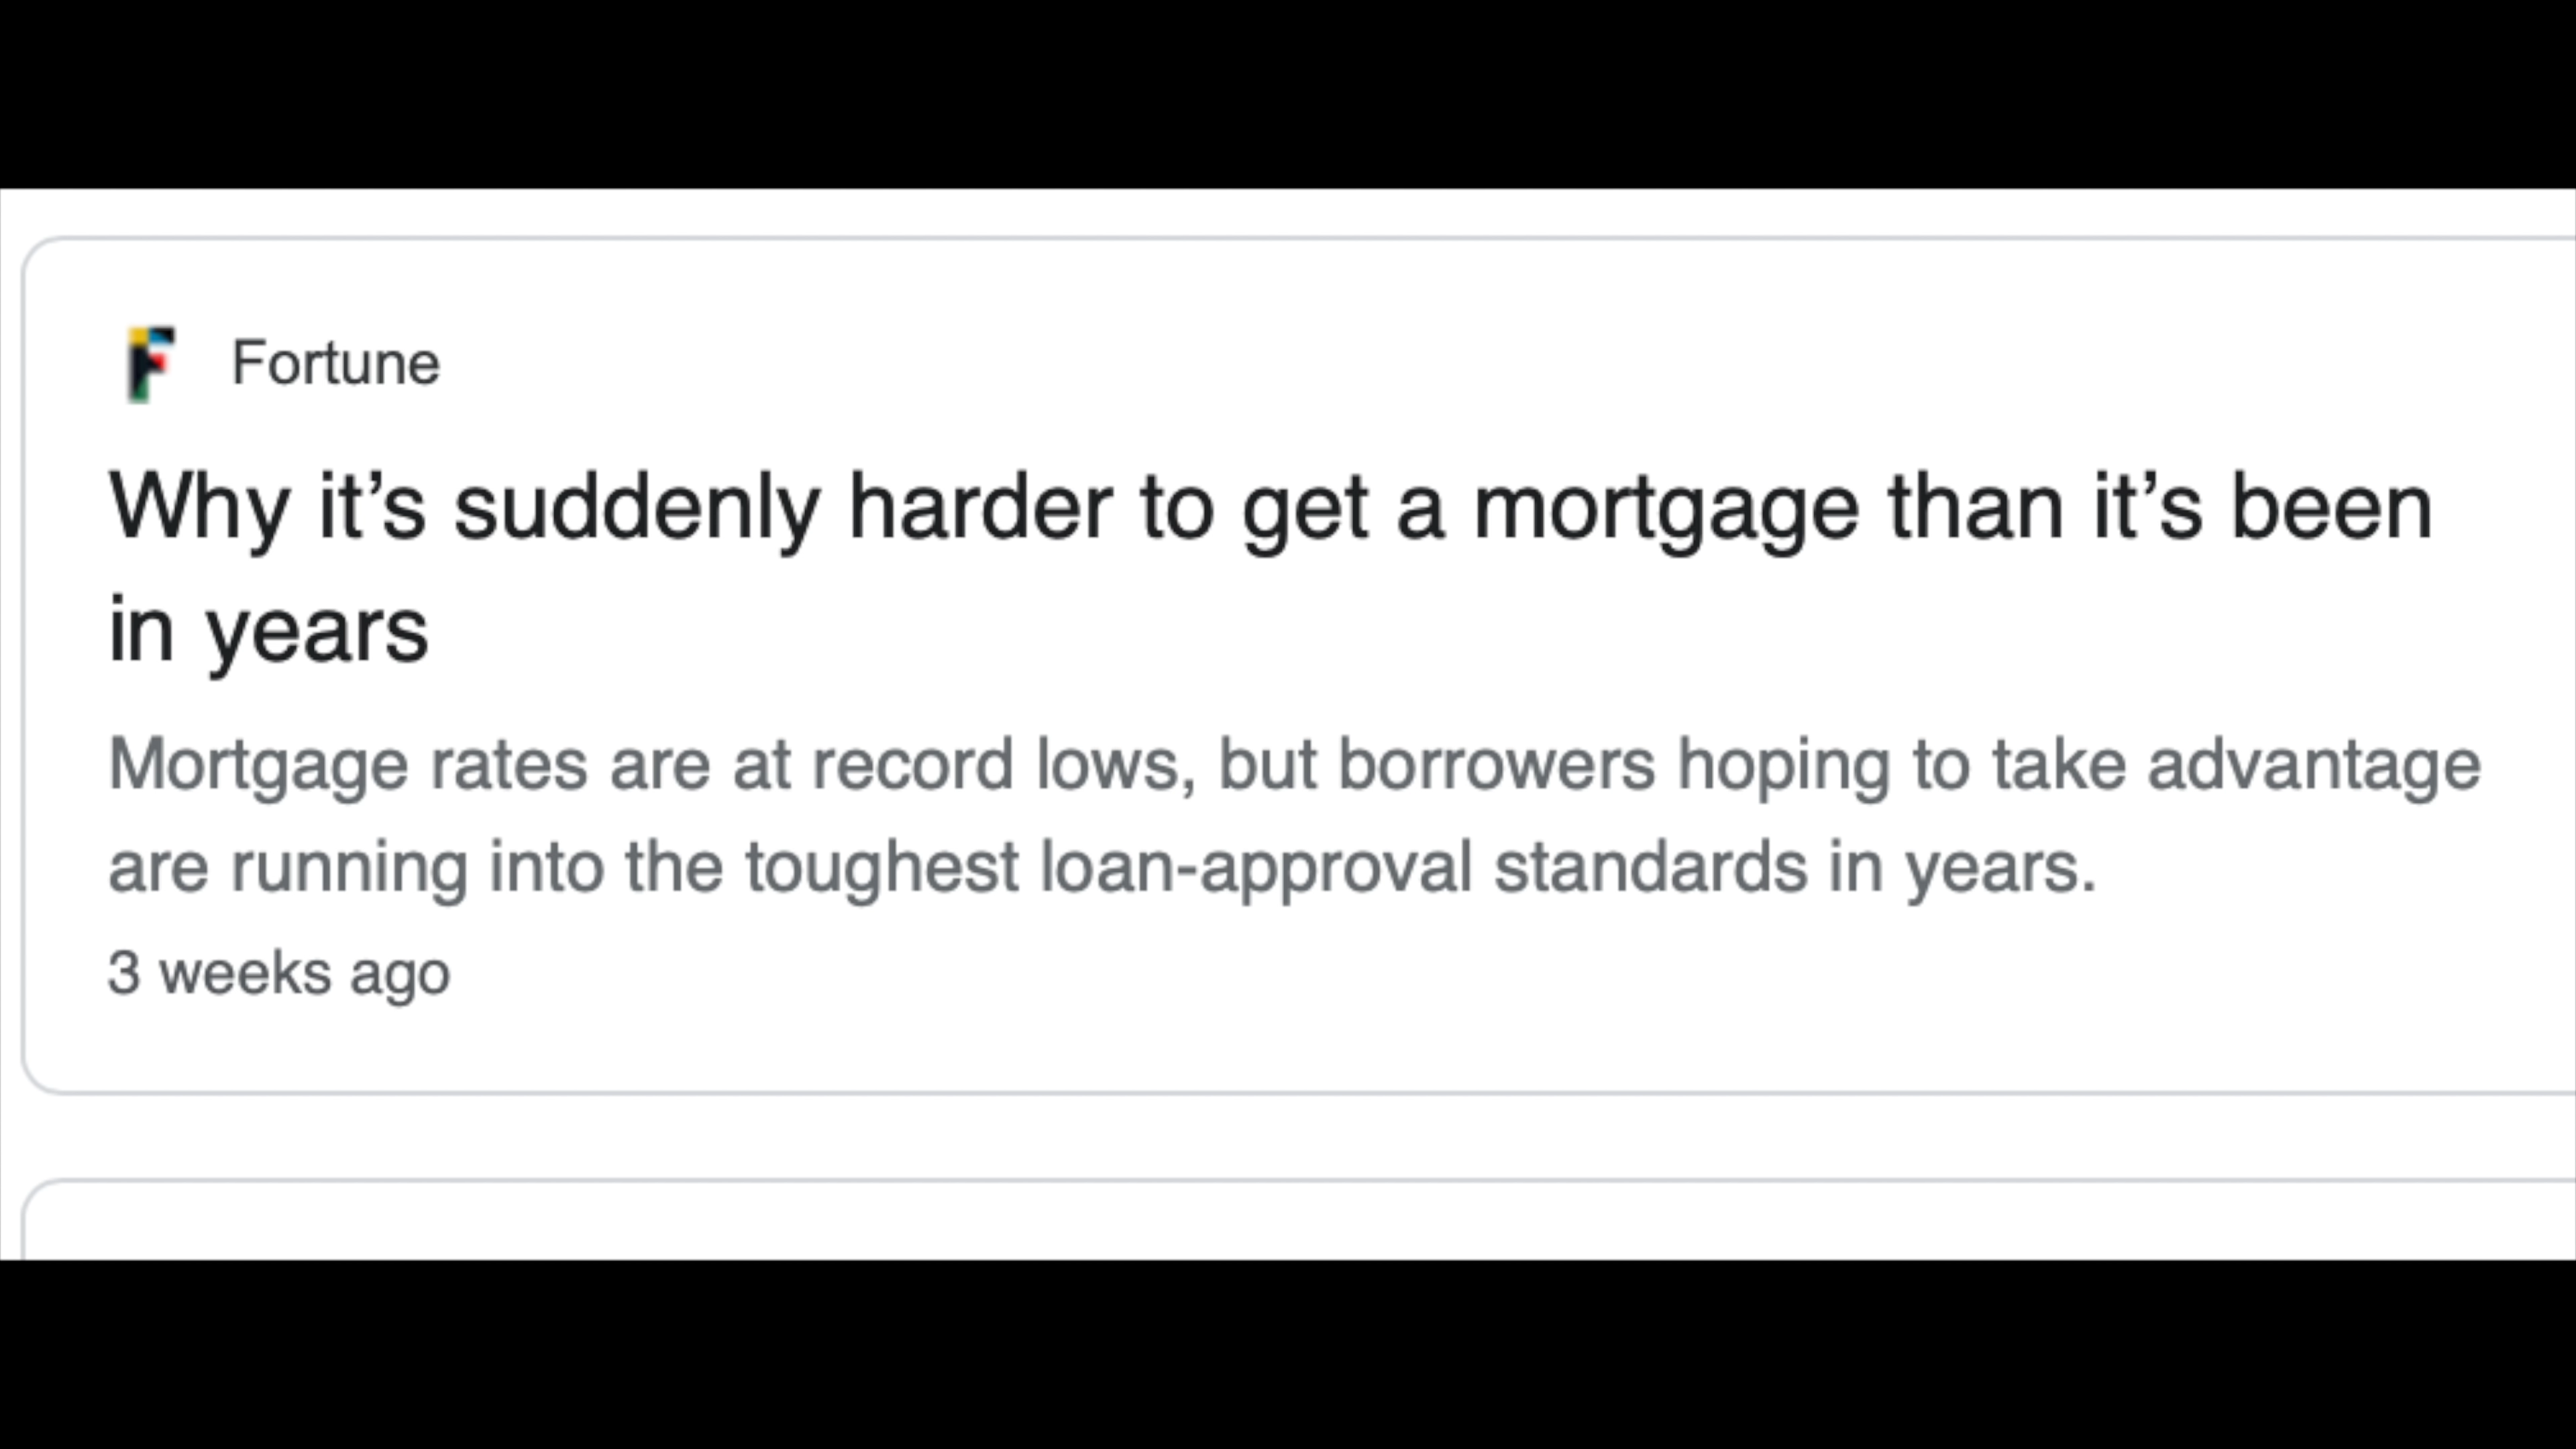 Fortune
Why it’s suddenly harder to get a mortgage than it’s been
in years
Mortgage rates are at record lows, but borrowers hoping to take advantage
are running into the toughest loan-approval standards in years.
3 weeks ago